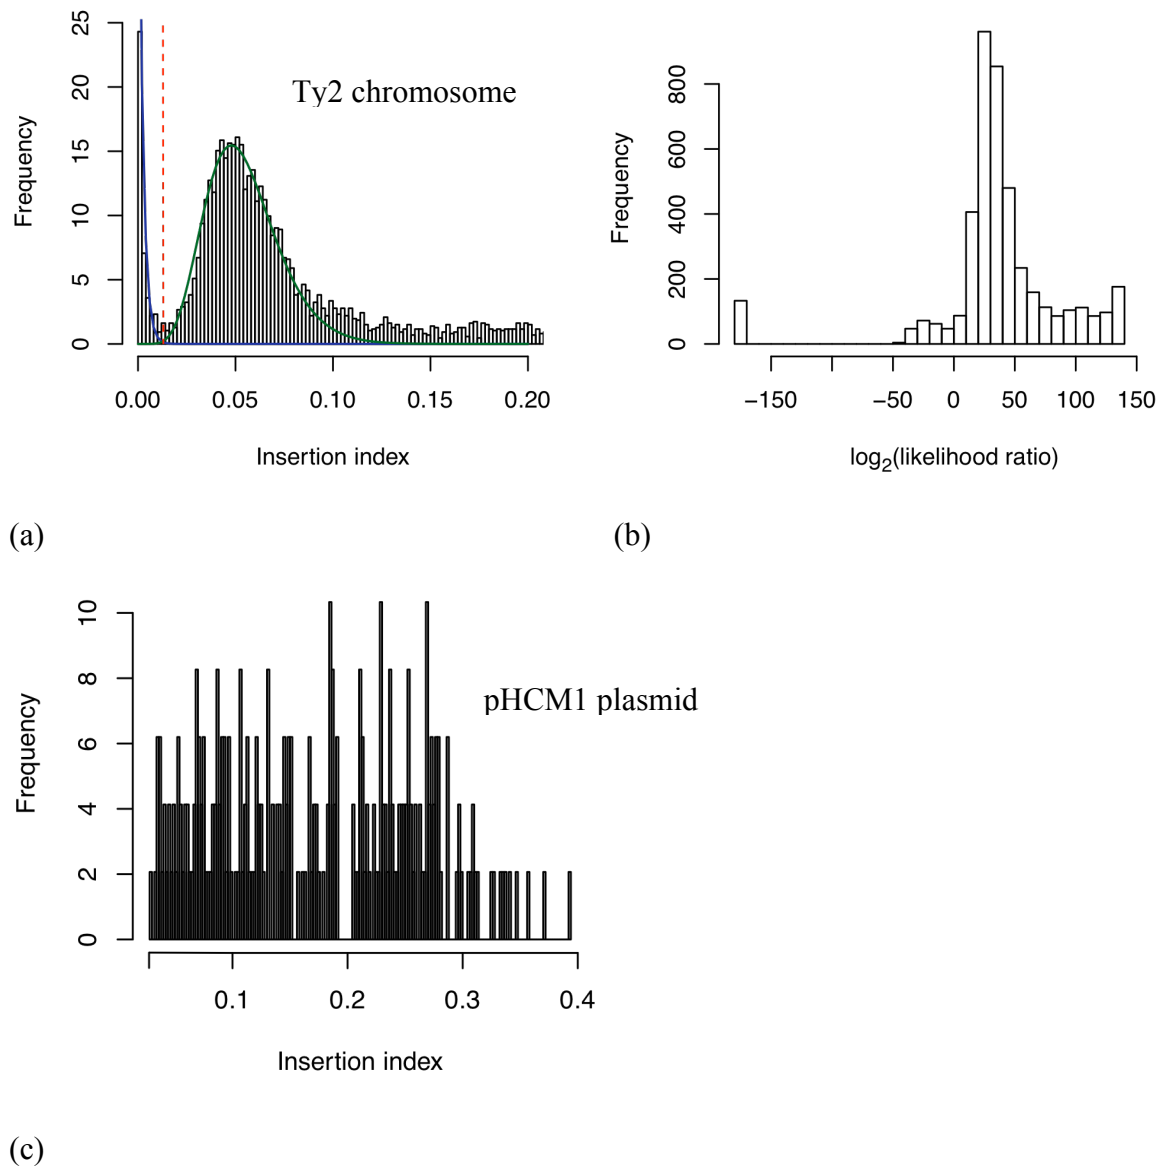 Ty2 chromosome
Frequency
0
5
10
15
20
25
0.00
0.05
0.10
0.15
0.20
Insertion index
(a)
Frequency
0
200
400
600
800
−150
−50
0
50
100
150
log2(likelihood ratio)
(b)
pHCM1 plasmid
Frequency
0
2
4
6
8
10
0.1
0.2
0.3
0.4
Insertion index
(c)